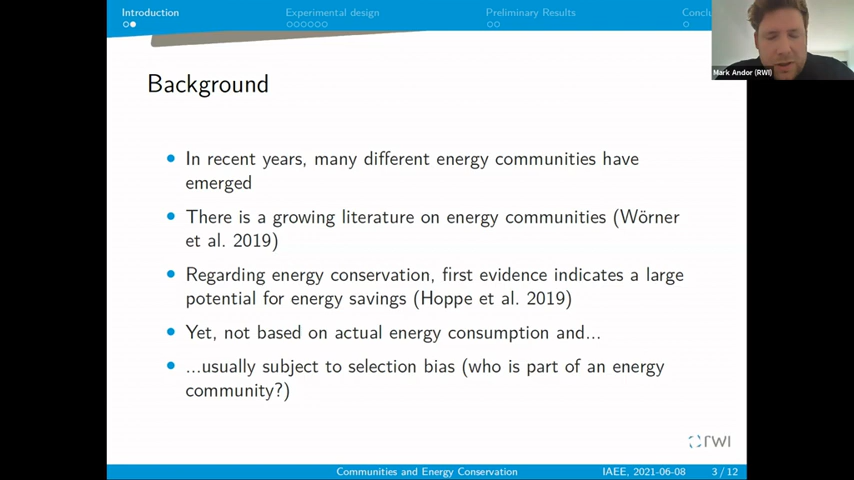 Introduction
Experimental design
Preliminary Results
Conclu
Mark Andor (RWI)
Background
In recent years, many different energy communities have
emerged
There is a growing literature on energy communities (Wörner
et al. 2019)
Regarding energy conservation, first evidence indicates a large
potential for energy savings (Hoppe et al. 2019)
Yet, not based on actual energy consumption and...
...usually subject to selection bias (who is part of an energy
community?)
RWI
Communities and Energy Conservation
IAEE, 2021-06-08
3 / 12